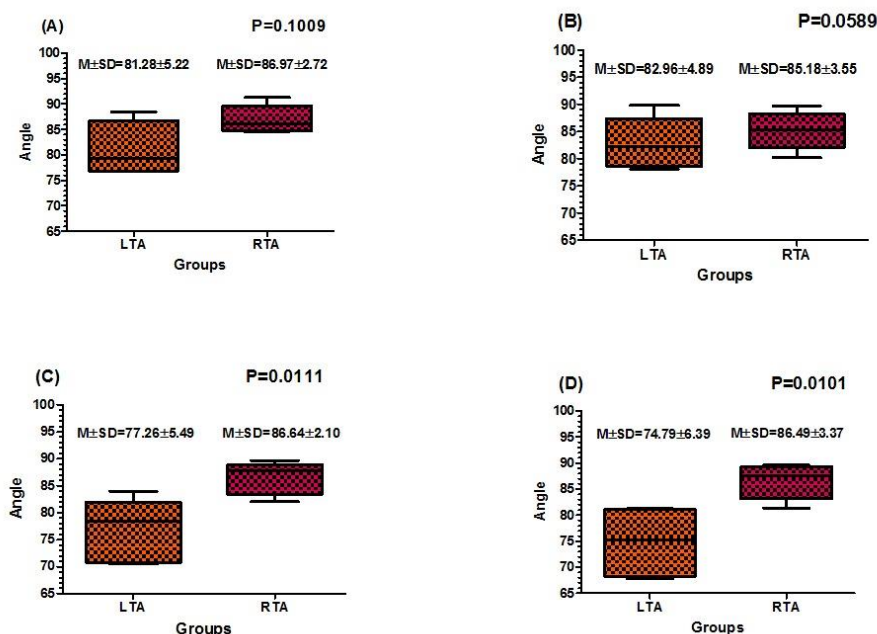 (A) P=0.1009
M±SD=81.28±5.22 M±SD=86.97±2.72
100
95
90
85
80
75
70
65
Angle
LTA RTA
Groups
(B) P=0.0589
M±SD=82.96±4.89 M±SD=85.18±3.55
100
95
90
85
80
75
70
65
Angle
LTA RTA
Groups
(C) P=0.0111
M±SD=77.26±5.49 M±SD=86.64±2.10
100
95
90
85
80
75
70
65
Angle
LTA RTA
Groups
(D) P=0.0101
M±SD=74.79±6.39 M±SD=86.49±3.37
100
95
90
85
80
75
70
65
Angle
LTA RTA
Groups